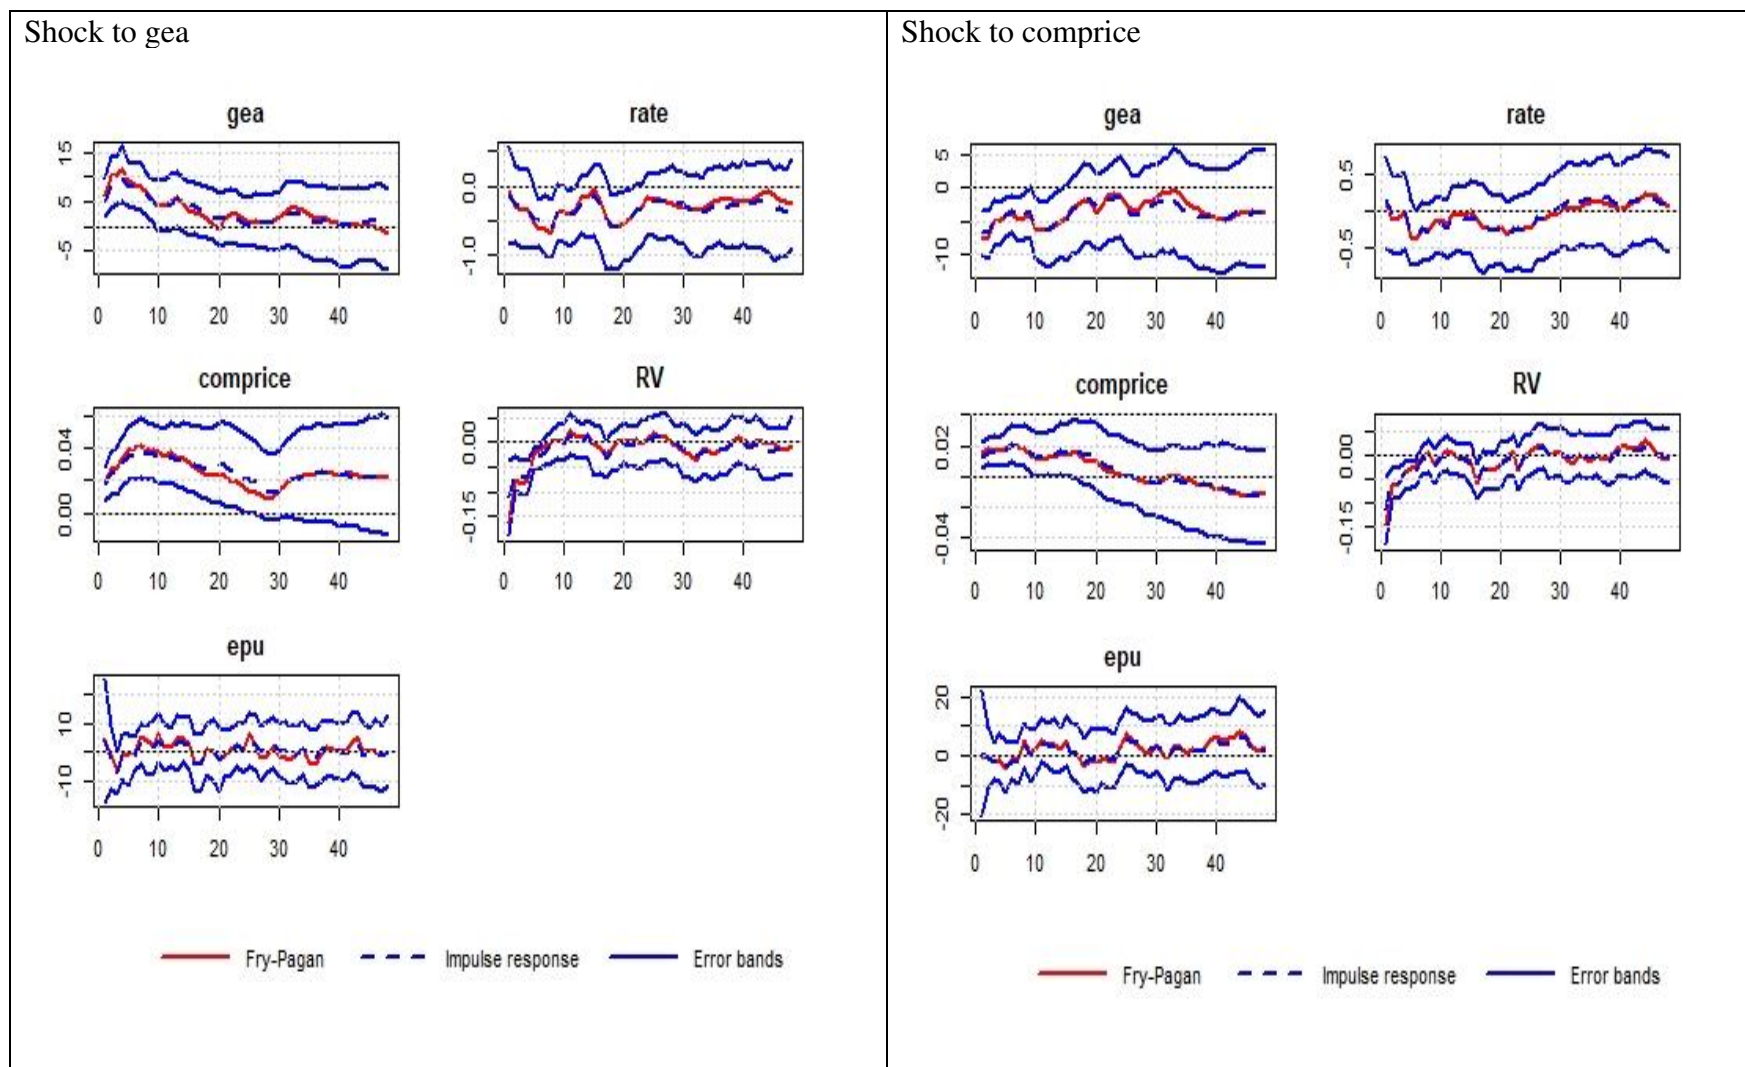 Shock to gea
gea
15
5
-5
0 10 20 30 40
rate
0.0
-1.0
0 10 20 30 40
comprice
0.04
0.00
0 10 20 30 40
RV
0.00
-0.15
0 10 20 30 40
epu
10
-10
0 10 20 30 40
Fry-Pagan Impulse response Error bands
Shock to comprice
gea
5
0
-10
0 10 20 30 40
rate
0.5
-0.5
0 10 20 30 40
comprice
0.02
-0.04
0 10 20 30 40
RV
0.00
-0.15
0 10 20 30 40
epu
20
0
-20
0 10 20 30 40
Fry-Pagan Impulse response Error bands